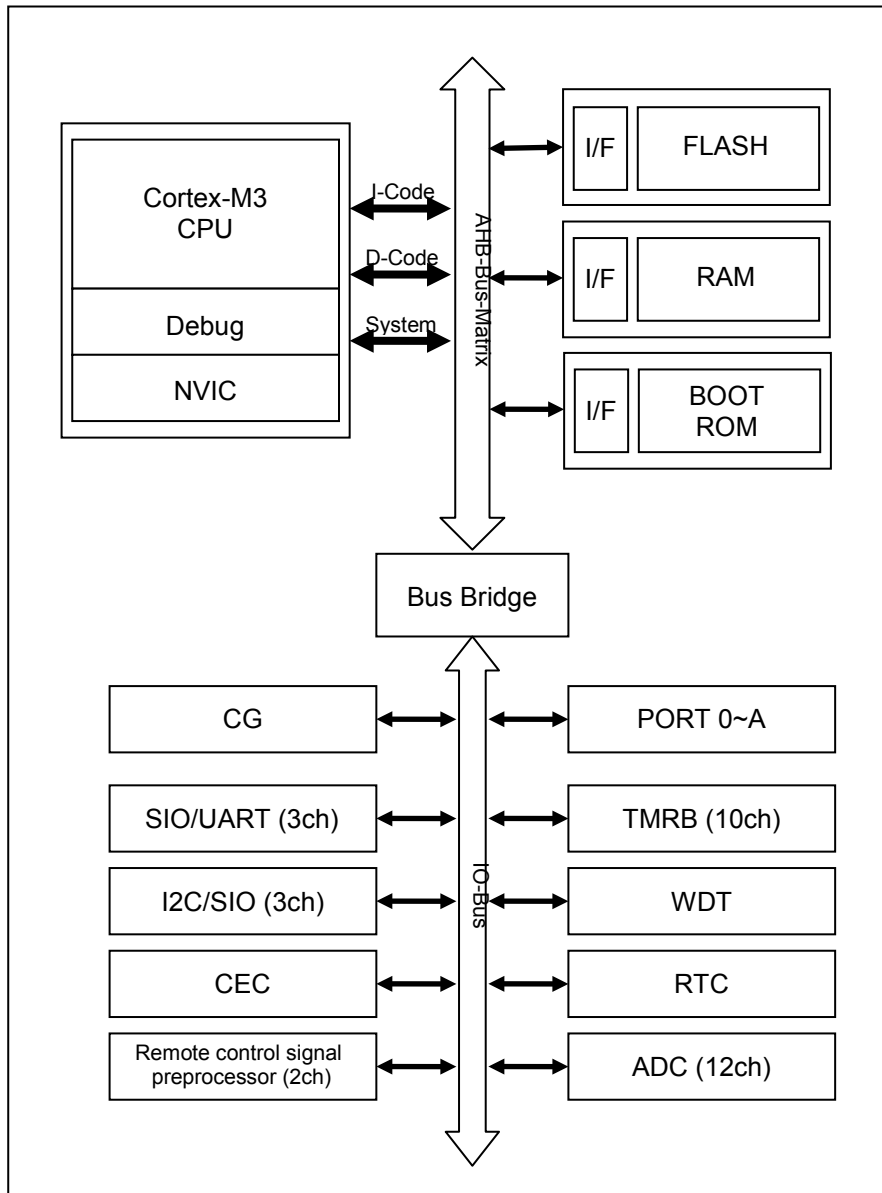 Cortex-M3
CPU
Debug
NVIC
I-Code
D-Code
System
AHB-Bus-Matrix
I/F
FLASH
I/F
RAM
I/F
BOOT
ROM
Bus Bridge
IO-Bus
CG
PORT 0~A
SIO/UART (3ch)
TMRB (10ch)
I2C/SIO (3ch)
WDT
CEC
RTC
Remote control signal
preprocessor (2ch)
ADC (12ch)